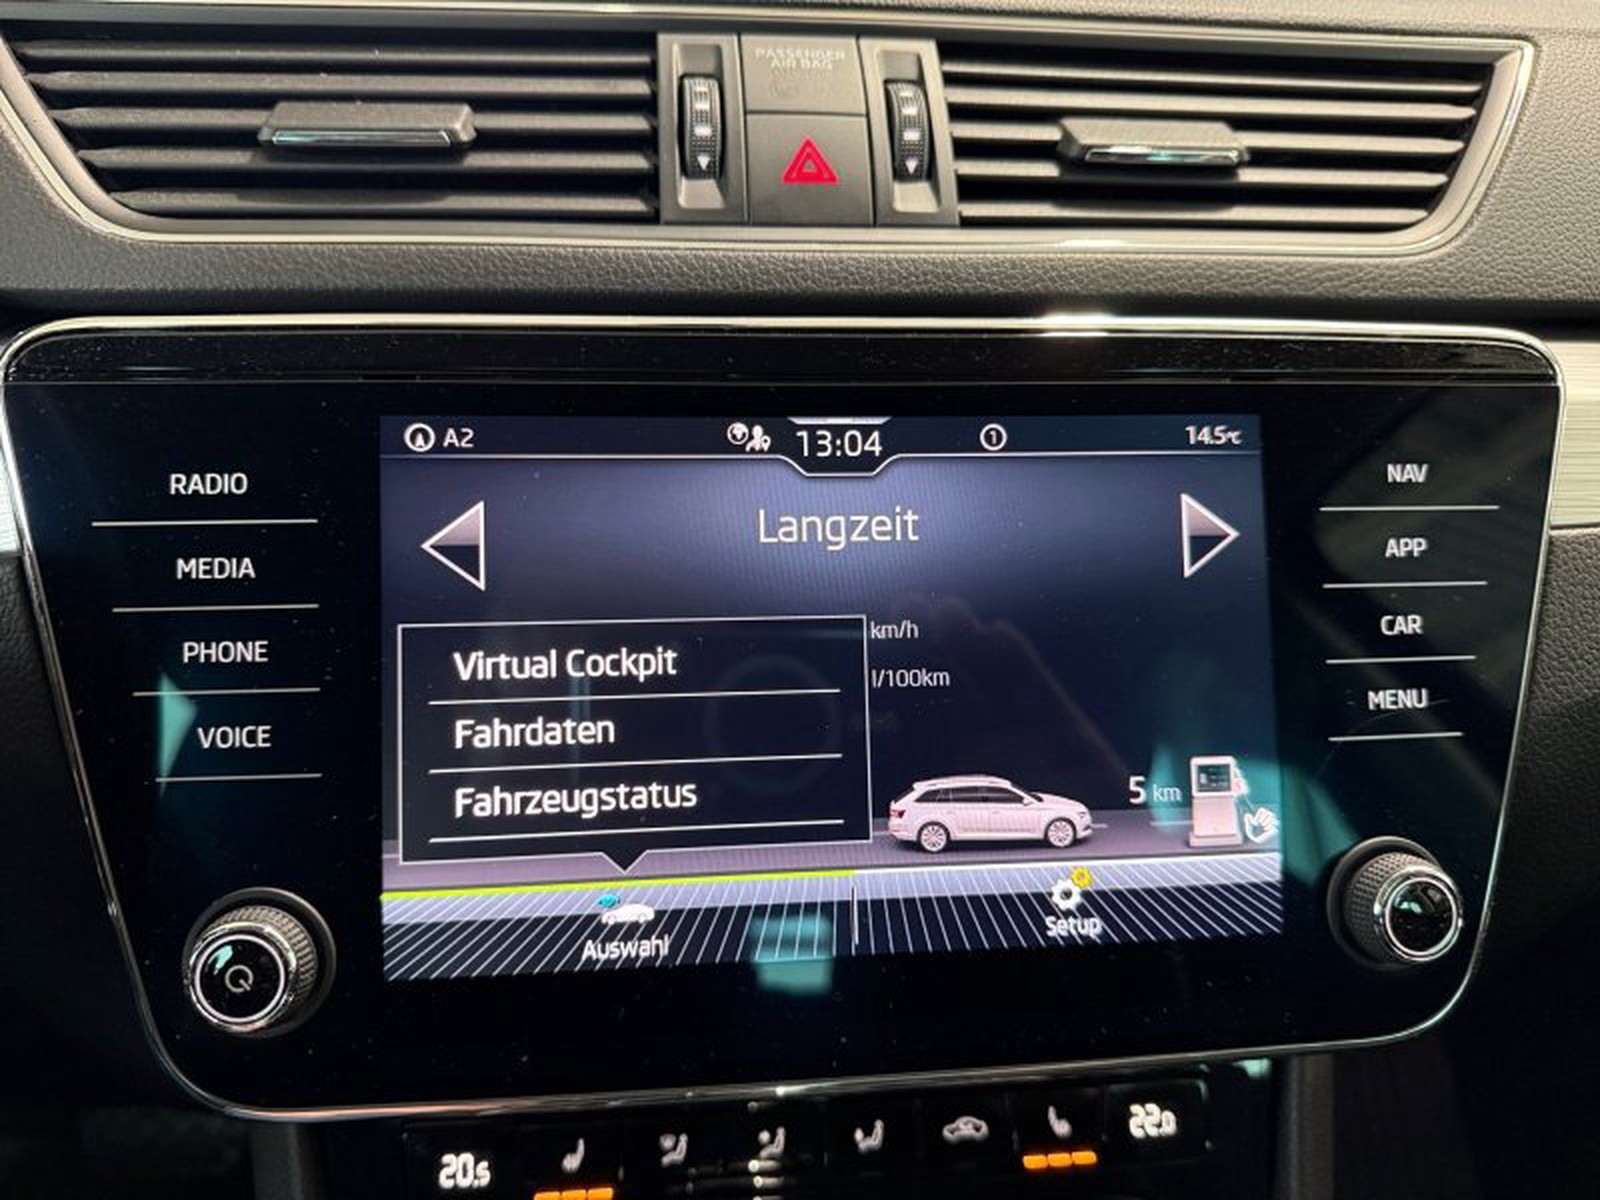 PASSENGER
AIR BAG
A2
13:04
1
14.5°C
RADIO
MEDIA
PHONE
VOICE
Langzeit
km/h
l/100km
Virtual Cockpit
Fahrdaten
Fahrzeugstatus
5 km
Auswahl
Setup
NAV
APP
CAR
MENU
20.5
22.0